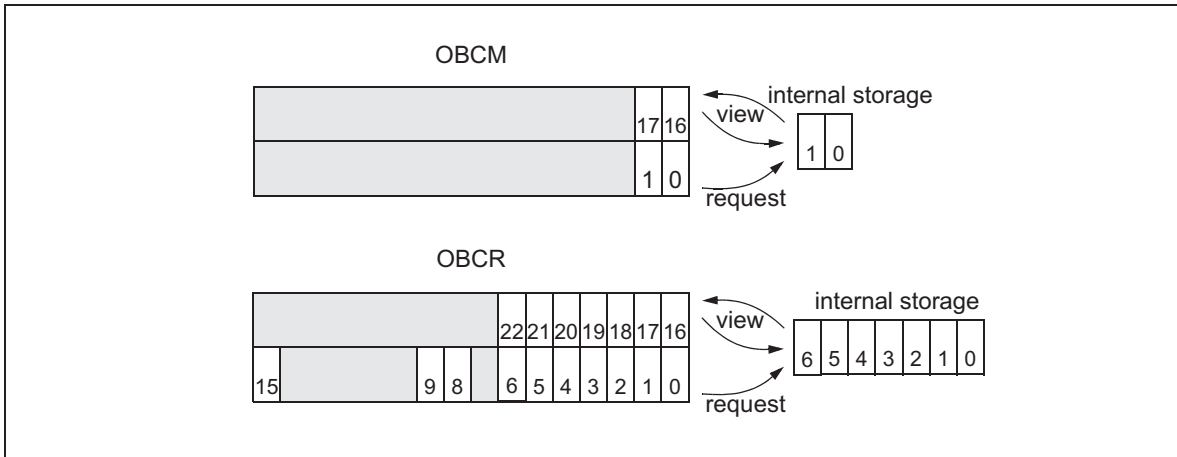 OBCM
internal storage
view
17 16
1 0
1 0
request
OBCR
internal storage
view
22 21 20 19 18 17 16
6 5 4 3 2 1 0
15 9 8 6 5 4 3 2 1 0
request